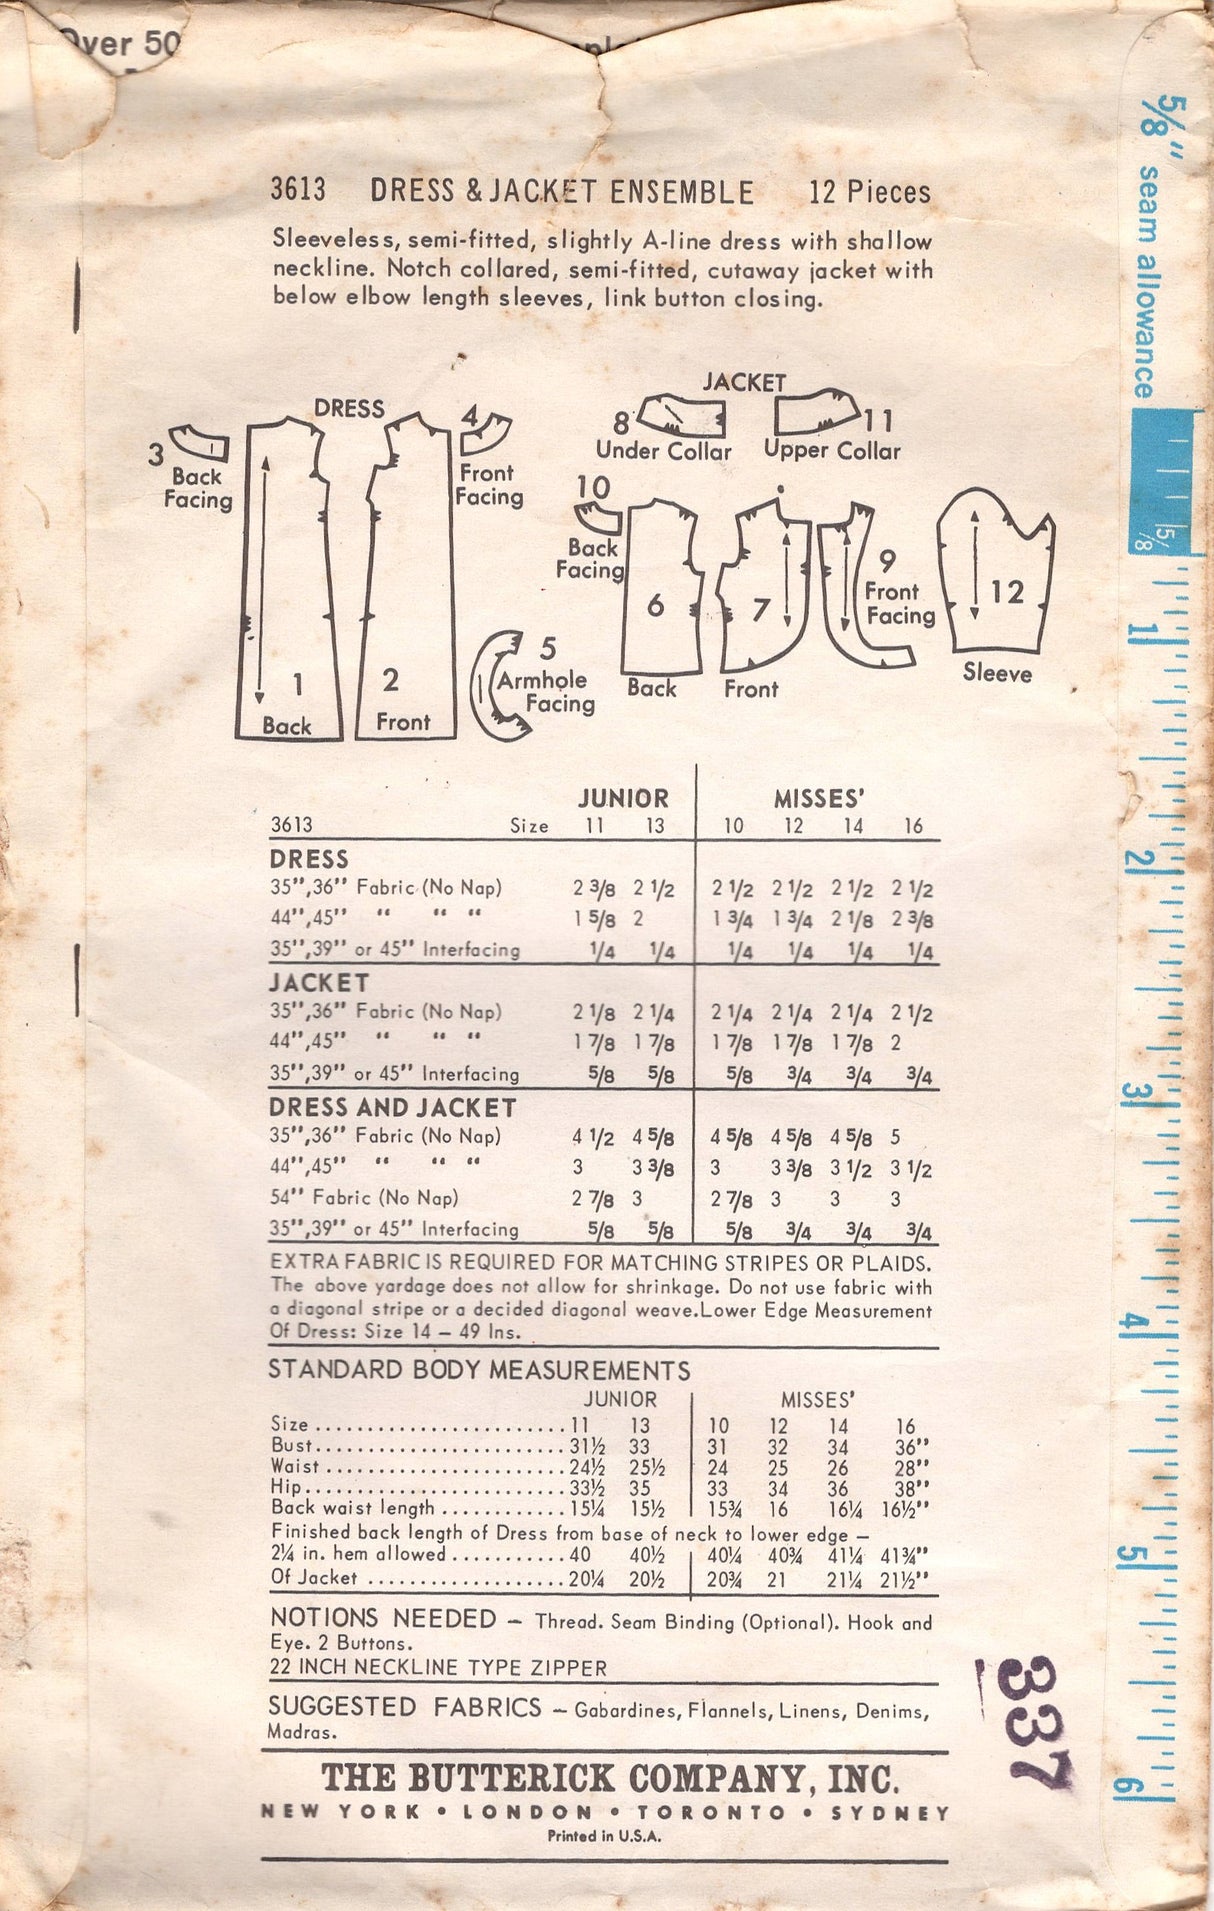 Over 50
3613 DRESS & JACKET ENSEMBLE 12 Pieces
Sleeveless, semi-fitted, slightly A-line dress with shallow
neckline. Notch collared, semi-fitted, cutaway jacket with
below elbow length sleeves, link button closing.
DRESS
3
Back
Facing
4
Front
Facing
1
Back
2
Front
5
Armhole
Facing
JACKET
8
Under Collar
11
Upper Collar
10
Back
Facing
6
Back
7
Front
9
Front
Facing
12
Sleeve
JUNIOR MISSES'
3613 Size 11 13 10 12 14 16
DRESS
35",36" Fabric (No Nap) 2 3/8 2 1/2 2 1/2 2 1/2 2 1/2 2 1/2
44",45" " " " 1 5/8 2 1 3/4 1 3/4 2 1/8 2 3/8
35",39" or 45" Interfacing 1/4 1/4 1/4 1/4 1/4 1/4
JACKET
35",36" Fabric (No Nap) 2 1/8 2 1/4 2 1/4 2 1/4 2 1/4 2 1/2
44",45" " " " 1 7/8 1 7/8 1 7/8 1 7/8 1 7/8 2
35",39" or 45" Interfacing 5/8 5/8 5/8 3/4 3/4 3/4
DRESS AND JACKET
35",36" Fabric (No Nap) 4 1/2 4 5/8 4 5/8 4 5/8 4 5/8 5
44",45" " " " 3 3 3/8 3 3 3/8 3 1/2 3 1/2
54" Fabric (No Nap) 2 7/8 3 2 7/8 3 3 3
35",39" or 45" Interfacing 5/8 5/8 5/8 3/4 3/4 3/4
EXTRA FABRIC IS REQUIRED FOR MATCHING STRIPES OR PLAIDS.
The above yardage does not allow for shrinkage. Do not use fabric with
a diagonal stripe or a decided diagonal weave. Lower Edge Measurement
Of Dress: Size 14 – 49 Ins.
STANDARD BODY MEASUREMENTS
JUNIOR MISSES'
Size ........................ 11 13 10 12 14 16
Bust ........................ 31½ 33 31 32 34 36"
Waist ....................... 24½ 25½ 24 25 26 28"
Hip ......................... 33½ 35 33 34 36 38"
Back waist length ............ 15¼ 15½ 15¾ 16 16¼ 16½"
Finished back length of Dress from base of neck to lower edge –
2¼ in. hem allowed ........... 40 40½ 40¼ 40¾ 41¼ 41¾"
Of Jacket ................... 20¼ 20½ 20¾ 21 21¼ 21½"
NOTIONS NEEDED – Thread. Seam Binding (Optional). Hook and
Eye. 2 Buttons.
22 INCH NECKLINE TYPE ZIPPER
SUGGESTED FABRICS – Gabardines, Flannels, Linens, Denims,
Madras.
THE BUTTERICK COMPANY, INC.
NEW YORK • LONDON • TORONTO • SYDNEY
Printed in U.S.A.
5/8" seam allowance
5/8
1
2
3
4
5
6
337